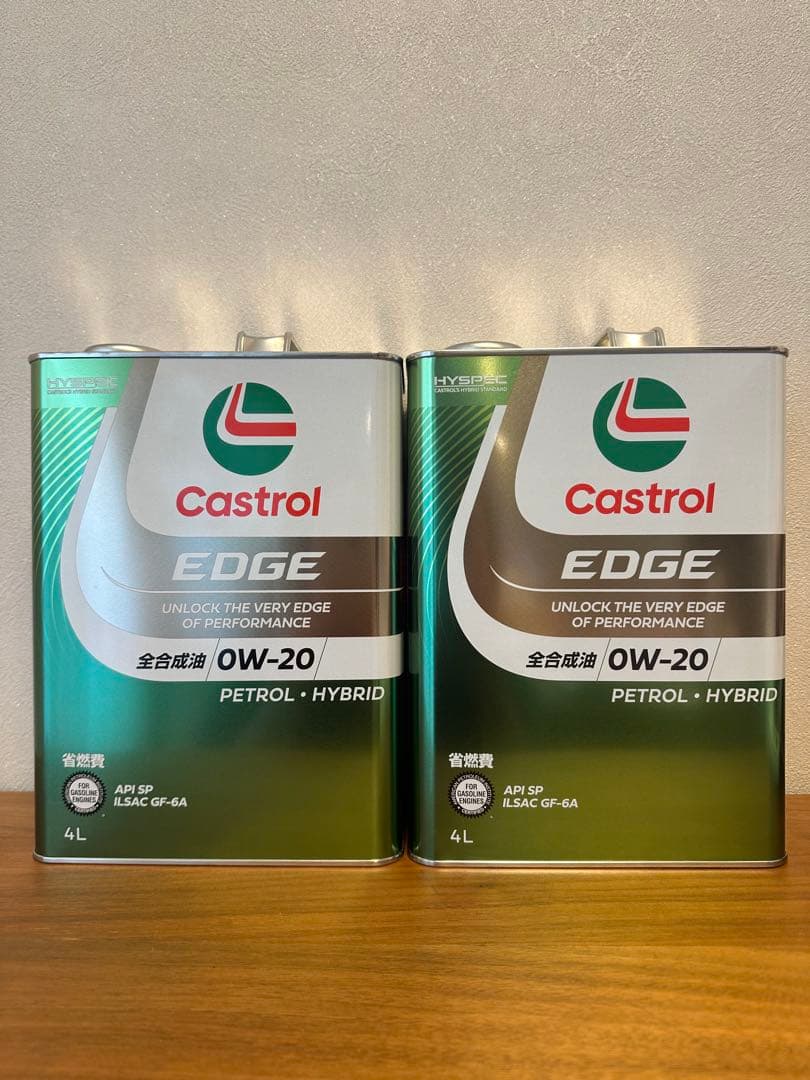 HYSPEC
CASTROL'S HYBRID STANDARD
Castrol
EDGE
UNLOCK THE VERY EDGE
OF PERFORMANCE
全合成油 0W-20
PETROL • HYBRID
省燃費
FOR
GASOLINE
ENGINES
API SP
ILSAC GF-6A
4L
HYSPEC
CASTROL'S HYBRID STANDARD
Castrol
EDGE
UNLOCK THE VERY EDGE
OF PERFORMANCE
全合成油 0W-20
PETROL • HYBRID
省燃費
FOR
GASOLINE
ENGINES
API SP
ILSAC GF-6A
4L